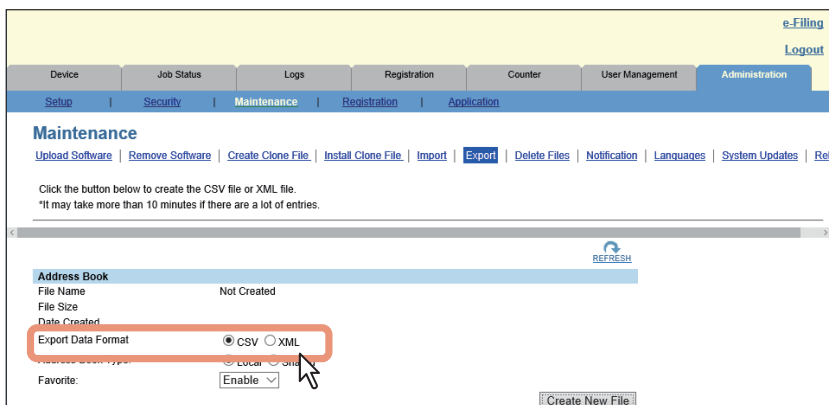 e-Filing
Logout
Device Job Status Logs Registration Counter User Management Administration
Setup | Security | Maintenance | Registration | Application
Maintenance
Upload Software | Remove Software | Create Clone File | Install Clone File | Import | Export | Delete Files | Notification | Languages | System Updates |
Click the button below to create the CSV file or XML file.
*It may take more than 10 minutes if there are a lot of entries.
REFRESH
Address Book
File Name Not Created
File Size
Date Created
Export Data Format CSV XML
Address Book Type: Local
Favorite: Enable
Create New File